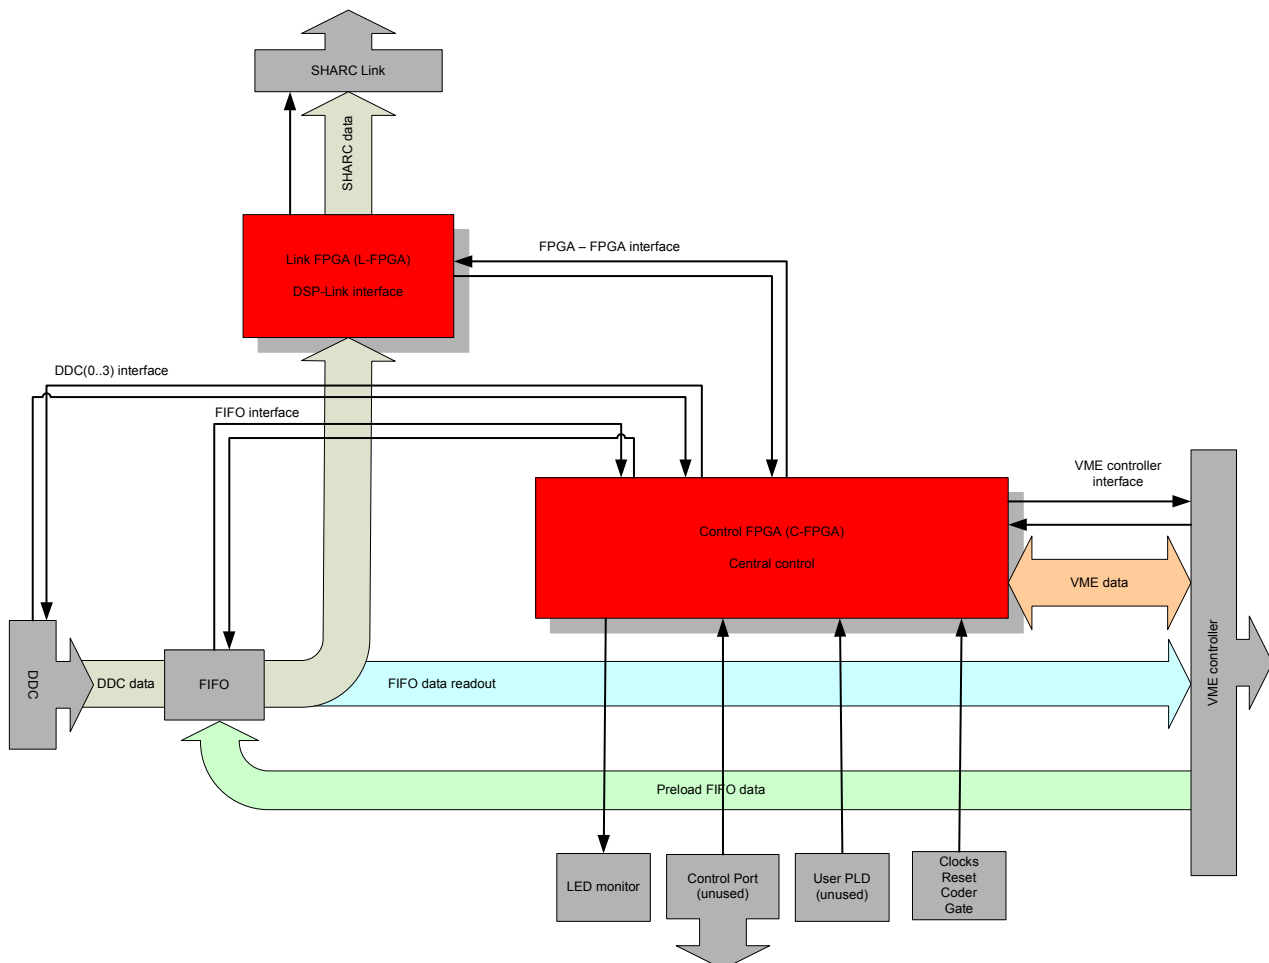 SHARC Link
SHARC data
Link FPGA (L-FPGA)
DSP-Link interface
FPGA – FPGA interface
DDC(0..3) interface
FIFO interface
VME controller
interface
Control FPGA (C-FPGA)
Central control
VME data
DDC
DDC data
FIFO
FIFO data readout
VME controller
Preload FIFO data
LED monitor
Control Port
(unused)
User PLD
(unused)
Clocks
Reset
Coder
Gate